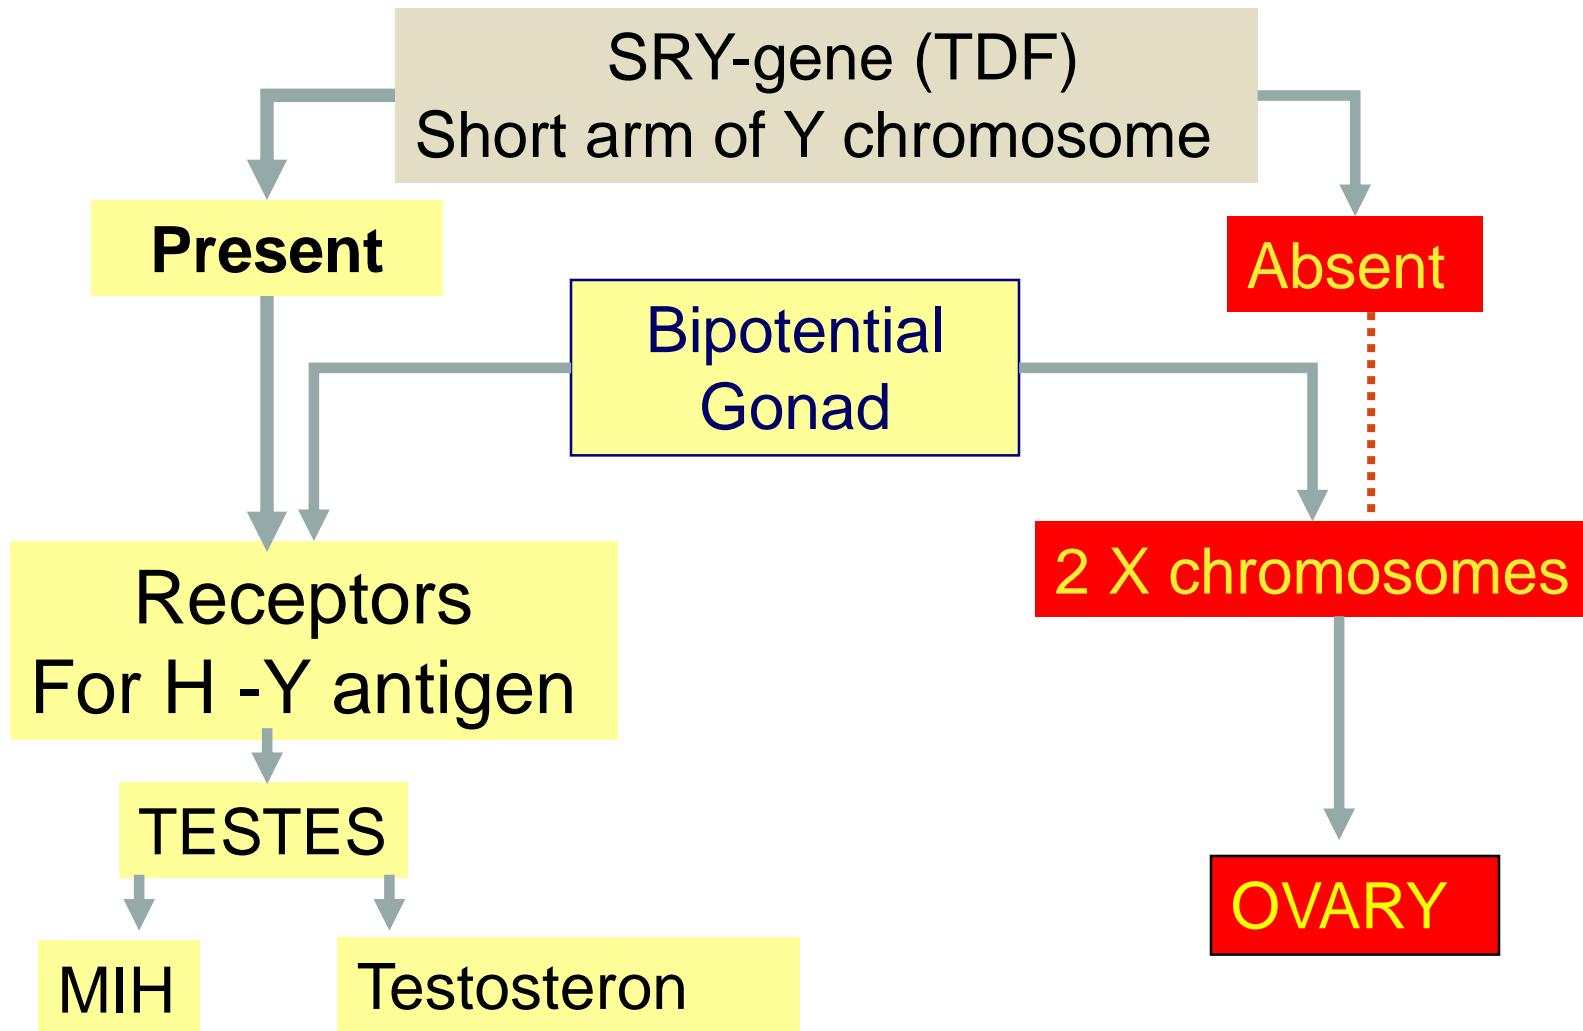 SRY-gene (TDF)
Short arm of Y chromosome
Present
Absent
Bipotential
Gonad
Receptors
For H -Y antigen
2 X chromosomes
TESTES
OVARY
MIH
Testosteron